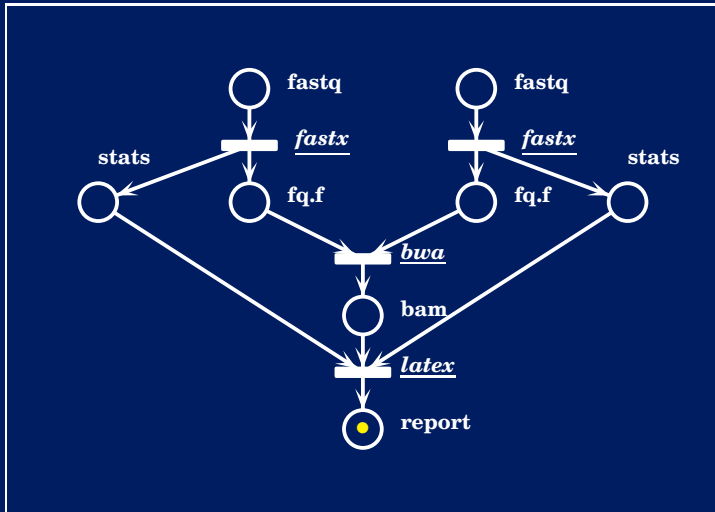 fastq
fastq
fastx
fastx
stats
stats
fq.f
fq.f
bwa
bam
latex
report